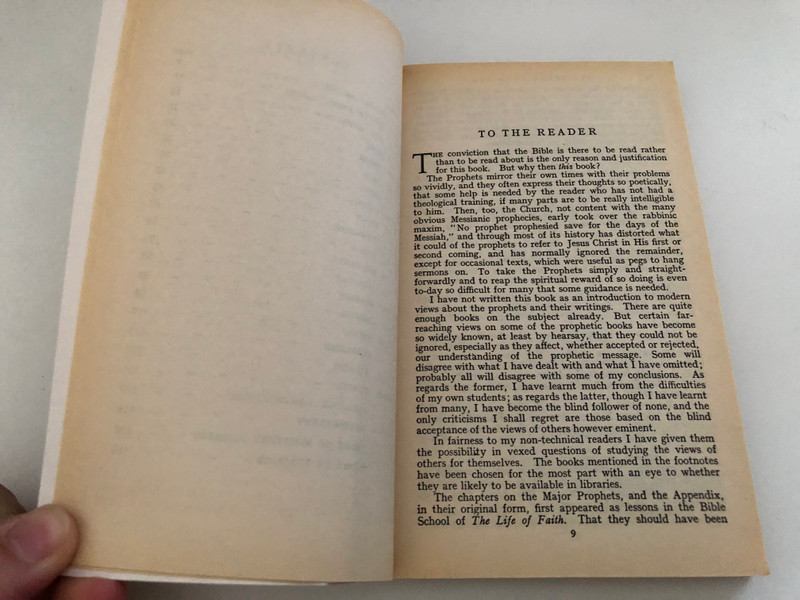 TO THE READER
THE conviction that the Bible is there to be read rather
than to be read about is the only reason and justification
for this book. But why then this book?
The Prophets mirror their own times with their problems
so vividly, and they often express their thoughts so poetically,
that some help is needed by the reader who has not had a
theological training, if many parts are to be really intelligible
to him. Then, too, the Church, not content with the many
obvious Messianic prophecies, early took over the rabbinic
maxim, "No prophet prophesied save for the days of the
Messiah," and through most of its history has distorted what
it could of the prophets to refer to Jesus Christ in His first or
second coming, and has normally ignored the remainder,
except for occasional texts, which were useful as pegs to hang
sermons on. To take the Prophets simply and straight-
forwardly and to reap the spiritual reward of so doing is even
to-day so difficult for many that some guidance is needed.
I have not written this book as an introduction to modern
views about the prophets and their writings. There are quite
enough books on the subject already. But certain far-
reaching views on some of the prophetic books have become
so widely known, at least by hearsay, that they could not be
ignored, especially as they affect, whether accepted or rejected,
our understanding of the prophetic message. Some will
disagree with what I have dealt with and what I have omitted;
probably all will disagree with some of my conclusions. As
regards the former, I have learnt much from the difficulties
of my own students; as regards the latter, though I have learnt
from many, I have become the blind follower of none, and the
only criticisms I shall regret are those based on the blind
acceptance of the views of others however eminent.
In fairness to my non-technical readers I have given them
the possibility in vexed questions of studying the views of
others for themselves. The books mentioned in the footnotes
have been chosen for the most part with an eye to whether
they are likely to be available in libraries.
The chapters on the Major Prophets, and the Appendix,
in their original form, first appeared as lessons in the Bible
School of The Life of Faith. That they should have been
9